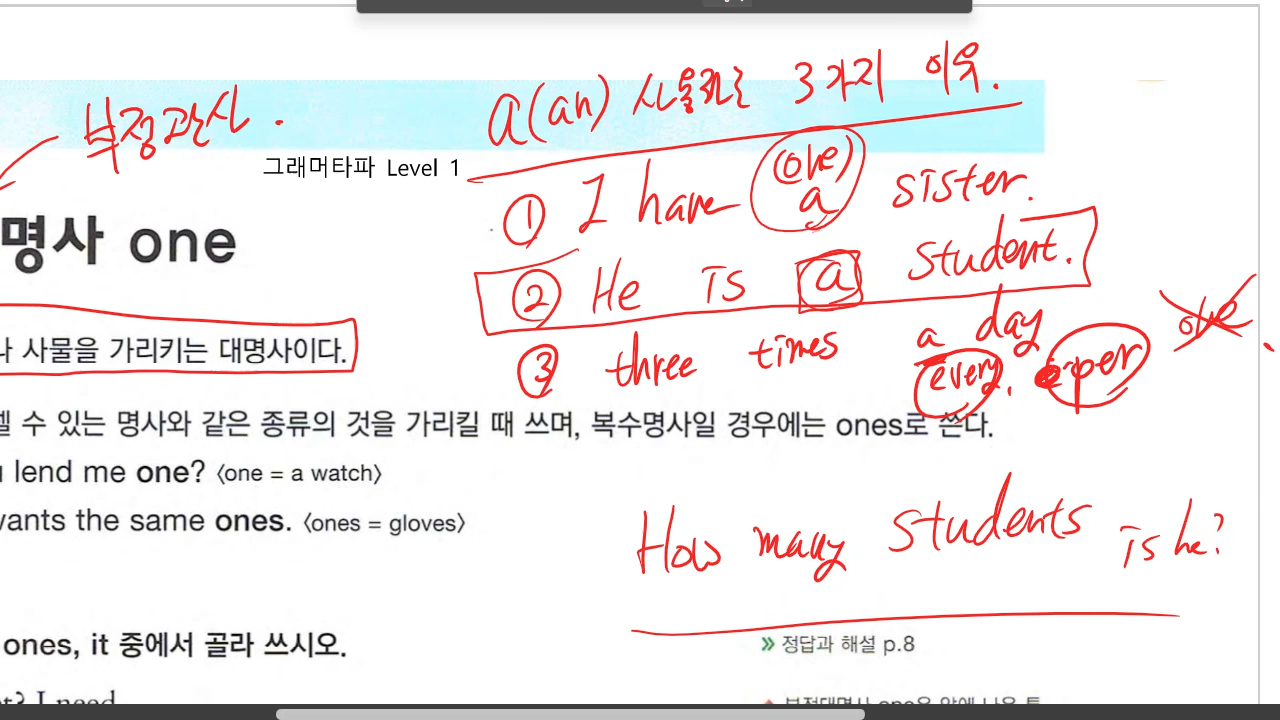 부정관사.
a(an) 사용하는 3가지 이유.
그래머타파 Level 1
① I have (one) a sister.
명사 one
② He is a student.
③ three times a day
every. per one
나 사물을 가리키는 대명사이다.
셀 수 있는 명사와 같은 종류의 것을 가리킬 때 쓰며, 복수명사일 경우에는 ones로 쓴다.
lend me one? 〈one = a watch〉
wants the same ones. 〈ones = gloves〉
How many students is he?
ones, it 중에서 골라 쓰시오.
» 정답과 해설 p.8
I need